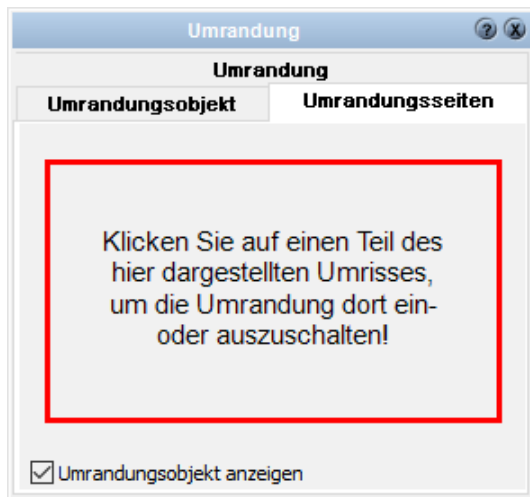 Umrandung
Umrandung
Umrandungsobjekt Umrandungsseiten
Klicken Sie auf einen Teil des
hier dargestellten Umrisses,
um die Umrandung dort ein-
oder auszuschalten!
Umrandungsobjekt anzeigen